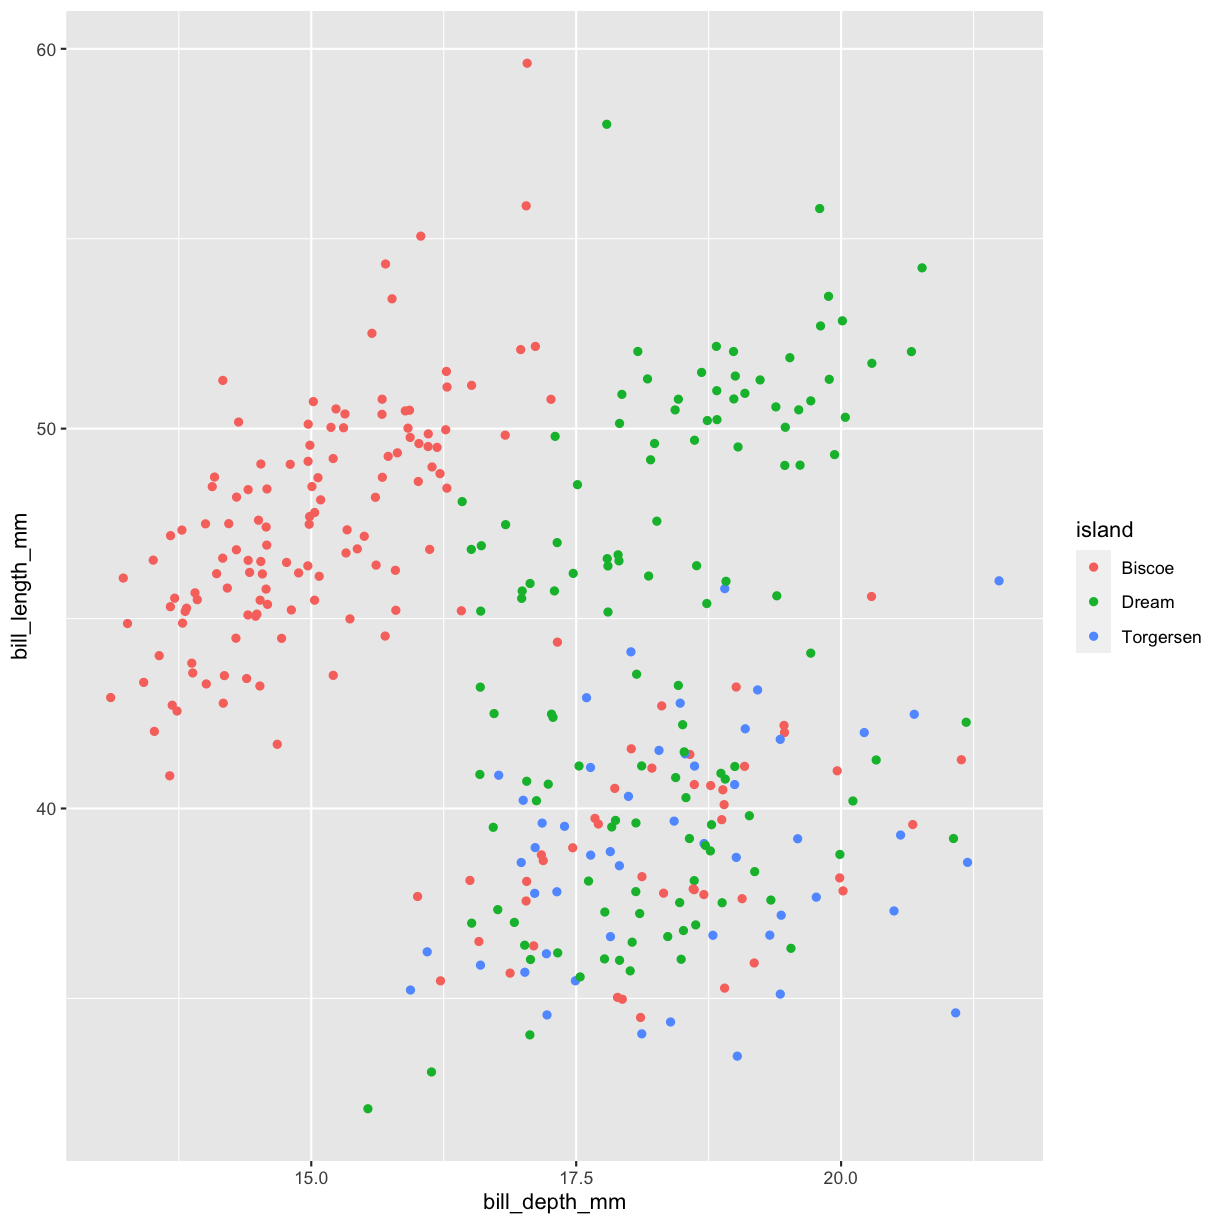 60
50
40
15.0
17.5
20.0
bill_depth_mm
bill_length_mm
island
Biscoe
Dream
Torgersen